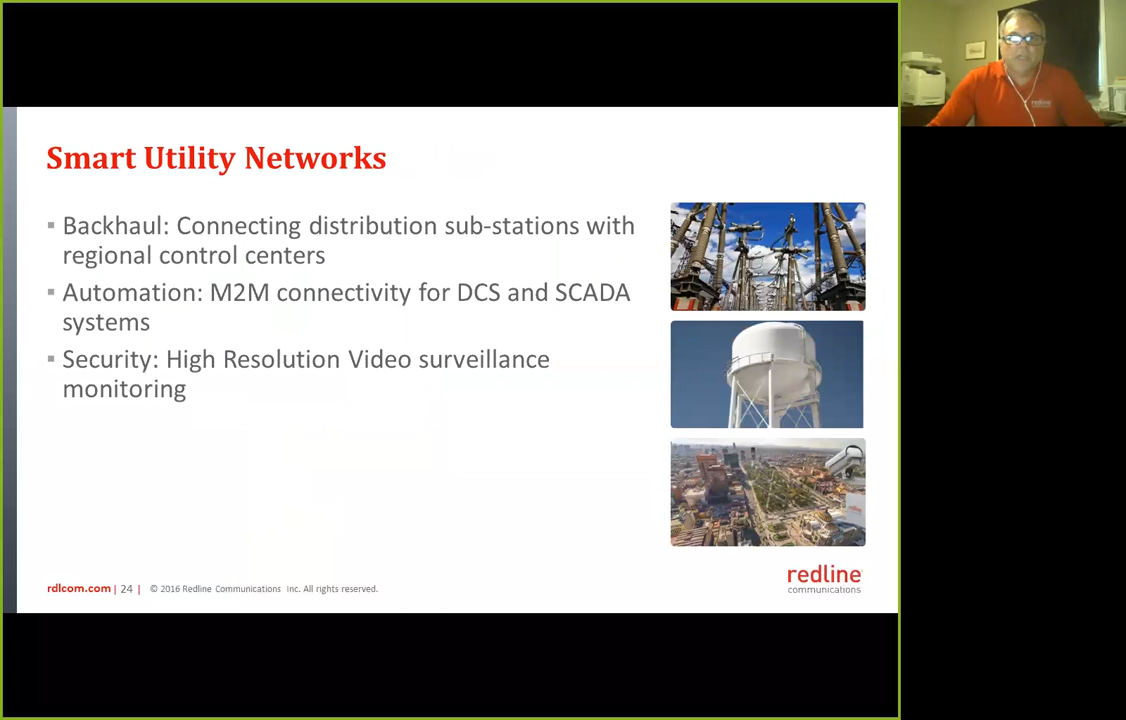 Smart Utility Networks
▪ Backhaul: Connecting distribution sub-stations with
regional control centers
▪ Automation: M2M connectivity for DCS and SCADA
systems
▪ Security: High Resolution Video surveillance
monitoring
rdlcom.com | 24 | © 2016 Redline Communications Inc. All rights reserved.
redline
communications
redline